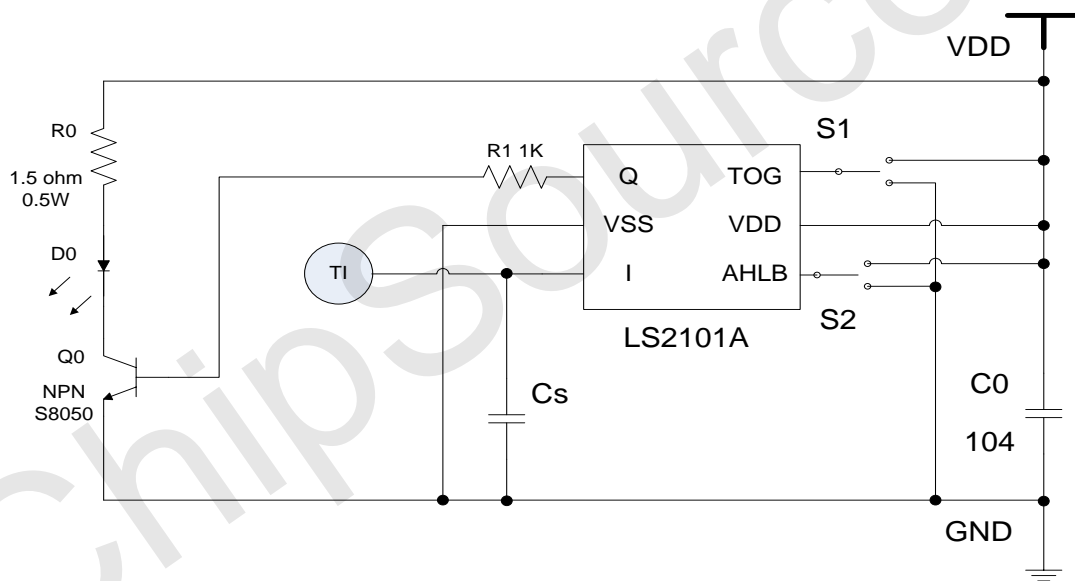 VDD
R0
1.5 ohm
0.5W
D0
Q0
NPN
S8050
R1 1K
TI
Cs
Q
VSS
I
TOG
VDD
AHLB
LS2101A
S1
S2
C0
104
GND
ChipSource